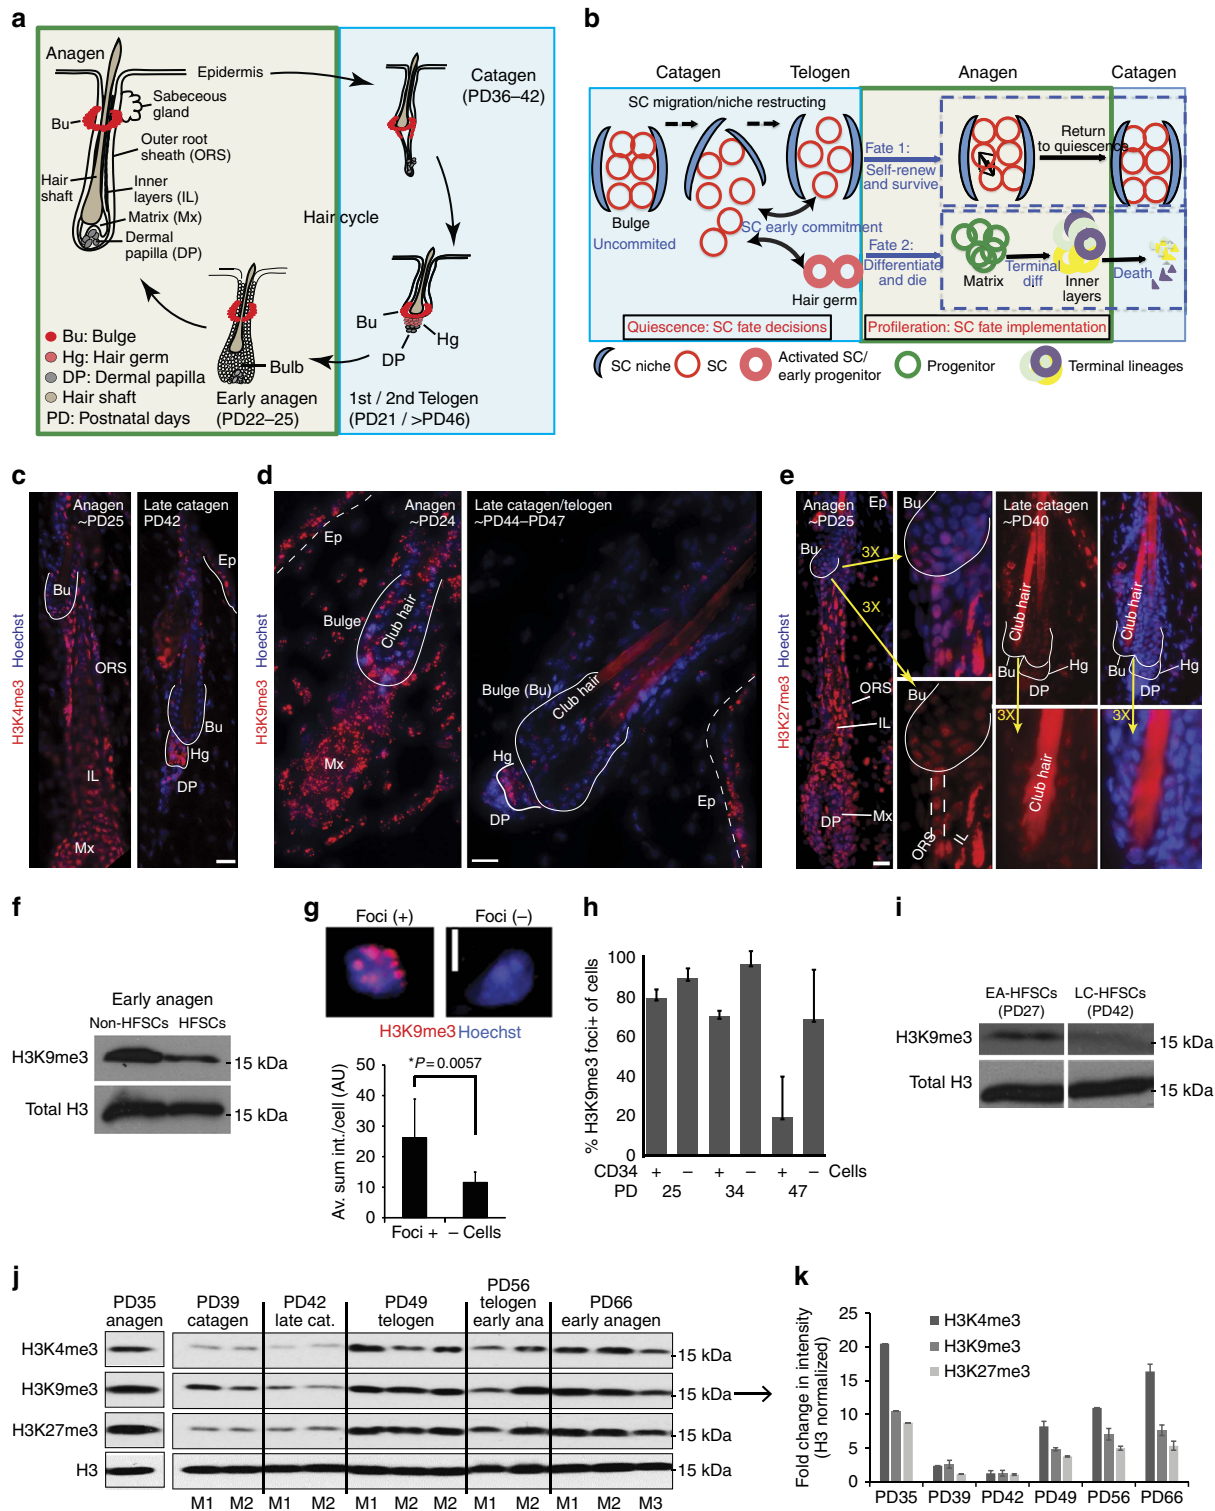 a
Anagen
Epidermis
Sabeceous
gland
Bu
Outer root
sheath (ORS)
Hair
shaft
Inner
layers (IL)
Matrix (Mx)
Dermal
papilla (DP)
Catagen
(PD36–42)
Hair cycle
Bu
Hg
DP
Bulb
Bu: Bulge
Hg: Hair germ
DP: Dermal papilla
Hair shaft
PD: Postnatal days
Early anagen
(PD22–25)
1st / 2nd Telogen
(PD21 / >PD46)
b
Catagen
Telogen
Anagen
Catagen
SC migration/niche restructing
Bulge
Uncommited
SC early commitment
Hair germ
Fate 1:
Self-renew
and survive
Return
to quiescence
Fate 2:
Differentiate
and die
Matrix
Terminal
diff
Inner
layers
Death
Quiescence: SC fate decisions
Profileration: SC fate implementation
SC niche
SC
Activated SC/
early progenitor
Progenitor
Terminal lineages
c
H3K4me3 Hoechst
Anagen
~PD25
Bu
ORS
IL
Mx
Late catagen
PD42
Ep
Bu
Hg
DP
d
H3K9me3 Hoechst
Anagen
~PD24
Ep
Bulge
Club hair
Mx
Late catagen/telogen
~PD44–PD47
Bulge (Bu)
Club hair
Hg
DP
Ep
e
H3K27me3 Hoechst
Anagen
~PD25
Ep
Bu
3X
3X
ORS
IL
DP
Mx
Bu
Bu
ORS
IL
Late catagen
~PD40
Club hair
Bu
Hg
DP
3X
Club hair
Club hair
Bu
Hg
DP
3X
f
Early anagen
Non-HFSCs HFSCs
H3K9me3
15 kDa
Total H3
15 kDa
g
Foci (+)
Foci (–)
H3K9me3 Hoechst
Av. sum int./cell (AU)
50
40
30
20
10
0
*P = 0.0057
Foci + – Cells
h
% H3K9me3 foci+ of cells
100
80
60
40
20
0
CD34 + – + – + – Cells
PD 25 34 47
i
EA-HFSCs
(PD27)
LC-HFSCs
(PD42)
H3K9me3
15 kDa
Total H3
15 kDa
j
PD35
anagen
PD39
catagen
PD42
late cat.
PD49
telogen
PD56
telogen
early ana
PD66
early anagen
H3K4me3
15 kDa
H3K9me3
15 kDa
H3K27me3
15 kDa
H3
15 kDa
M1 M2 M1 M2 M1 M2 M2 M1 M2 M1 M2 M3
k
Fold change in intensity
(H3 normalized)
25
20
15
10
5
0
H3K4me3
H3K9me3
H3K27me3
PD35 PD39 PD42 PD49 PD56 PD66